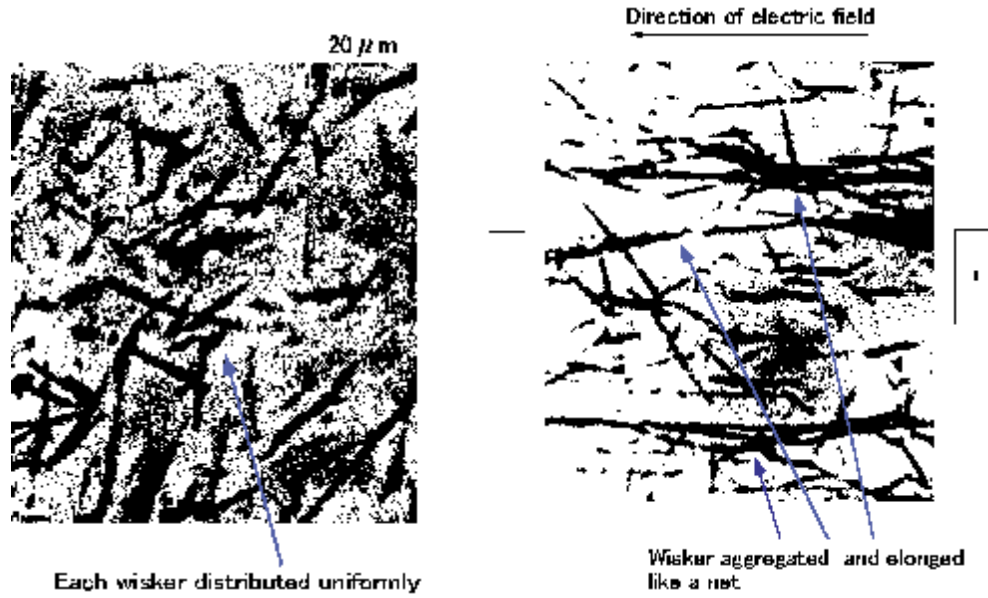 20 μm
Direction of electric field
Each wisker distributed uniformly
Wisker aggregated and elonged
like a net